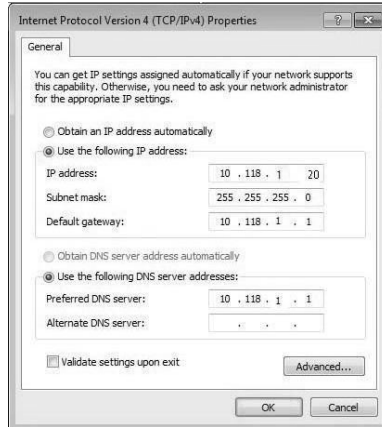 Internet Protocol Version 4 (TCP/IPv4) Properties
General
You can get IP settings assigned automatically if your network supports
this capability. Otherwise, you need to ask your network administrator
for the appropriate IP settings.
Obtain an IP address automatically
Use the following IP address:
IP address: 10 . 118 . 1 20
Subnet mask: 255 . 255 . 255 . 0
Default gateway: 10 . 118 . 1 . 1
Obtain DNS server address automatically
Use the following DNS server addresses:
Preferred DNS server: 10 . 118 . 1 . 1
Alternate DNS server: . . .
Validate settings upon exit
Advanced...
OK Cancel